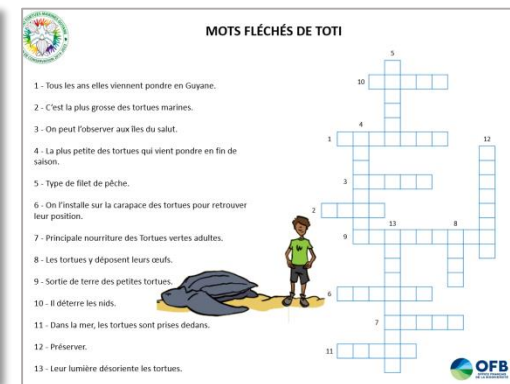 MOTS FLÉCHÉS DE TOTI
1 - Tous les ans elles viennent pondre en Guyane.
2 - C'est la plus grosse des tortues marines.
3 - On peut l'observer aux îles du salut.
4 - La plus petite des tortues qui vient pondre en fin de
saison.
5 - Type de filet de pêche.
6 - On l'installe sur la carapace des tortues pour retrouver
leur position.
7 - Principale nourriture des Tortues vertes adultes.
8 - Les tortues y déposent leurs œufs.
9 - Sortie de terre des petites tortues.
10 - Il déterre les nids.
11 - Dans la mer, les tortues sont prises dedans.
12 - Préserver.
13 - Leur lumière désoriente les tortues.
5
10
4
1
12
3
2
13
8
9
6
7
11
OFB
OFFICE FRANÇAIS
DE LA BIODIVERSITÉ